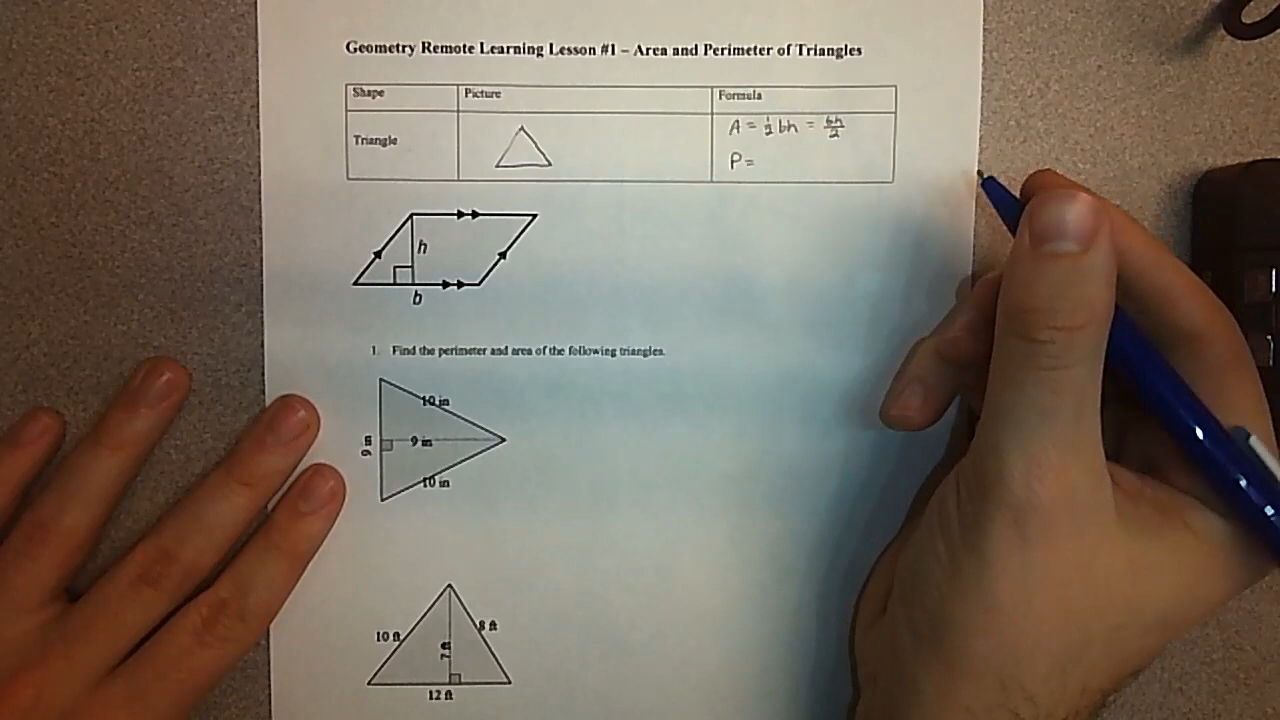 Geometry Remote Learning Lesson #1 – Area and Perimeter of Triangles
Shape Picture Formula
Triangle
A = ½ bh = bh/2
P=
h
b
1. Find the perimeter and area of the following triangles.
10 in
9 in
9 in
10 in
10 ft
8 ft
7 ft
12 ft